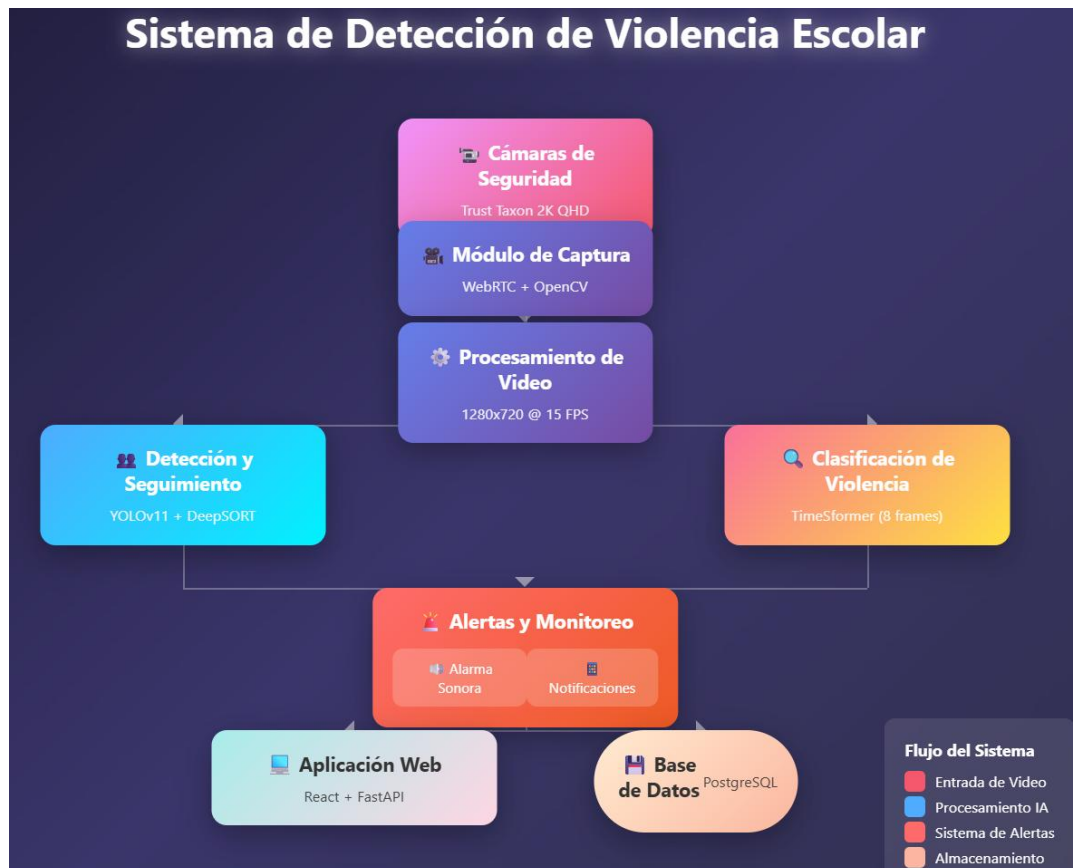 Sistema de Detección de Violencia Escolar
Cámaras de
Seguridad
Trust Taxon 2K QHD
Módulo de Captura
WebRTC + OpenCV
Procesamiento de
Video
1280x720 @ 15 FPS
Detección y
Seguimiento
YOLOv11 + DeepSORT
Clasificación de
Violencia
TimeSformer (8 frames)
Alertas y Monitoreo
Alarma
Sonora
Notificaciones
Aplicación Web
React + FastAPI
Base
de Datos
PostgreSQL
Flujo del Sistema
Entrada de Video
Procesamiento IA
Sistema de Alertas
Almacenamiento